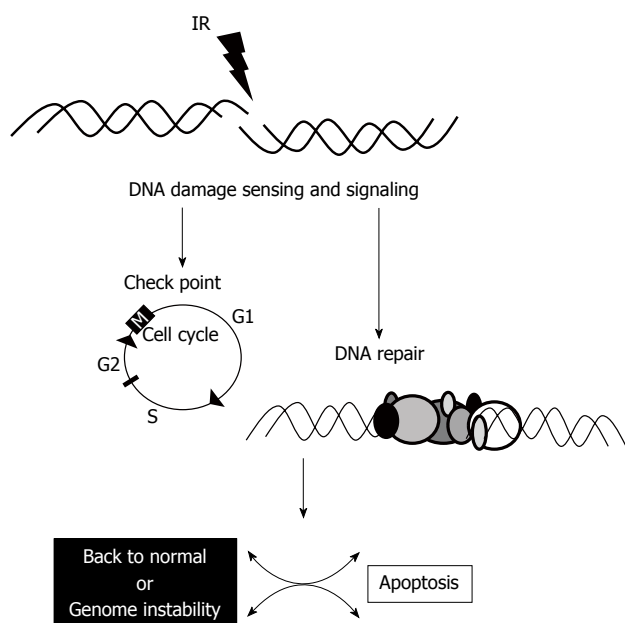 IR
DNA damage sensing and signaling
Check point
M
Cell cycle
G1
G2
S
DNA repair
Back to normal
or
Genome instability
Apoptosis